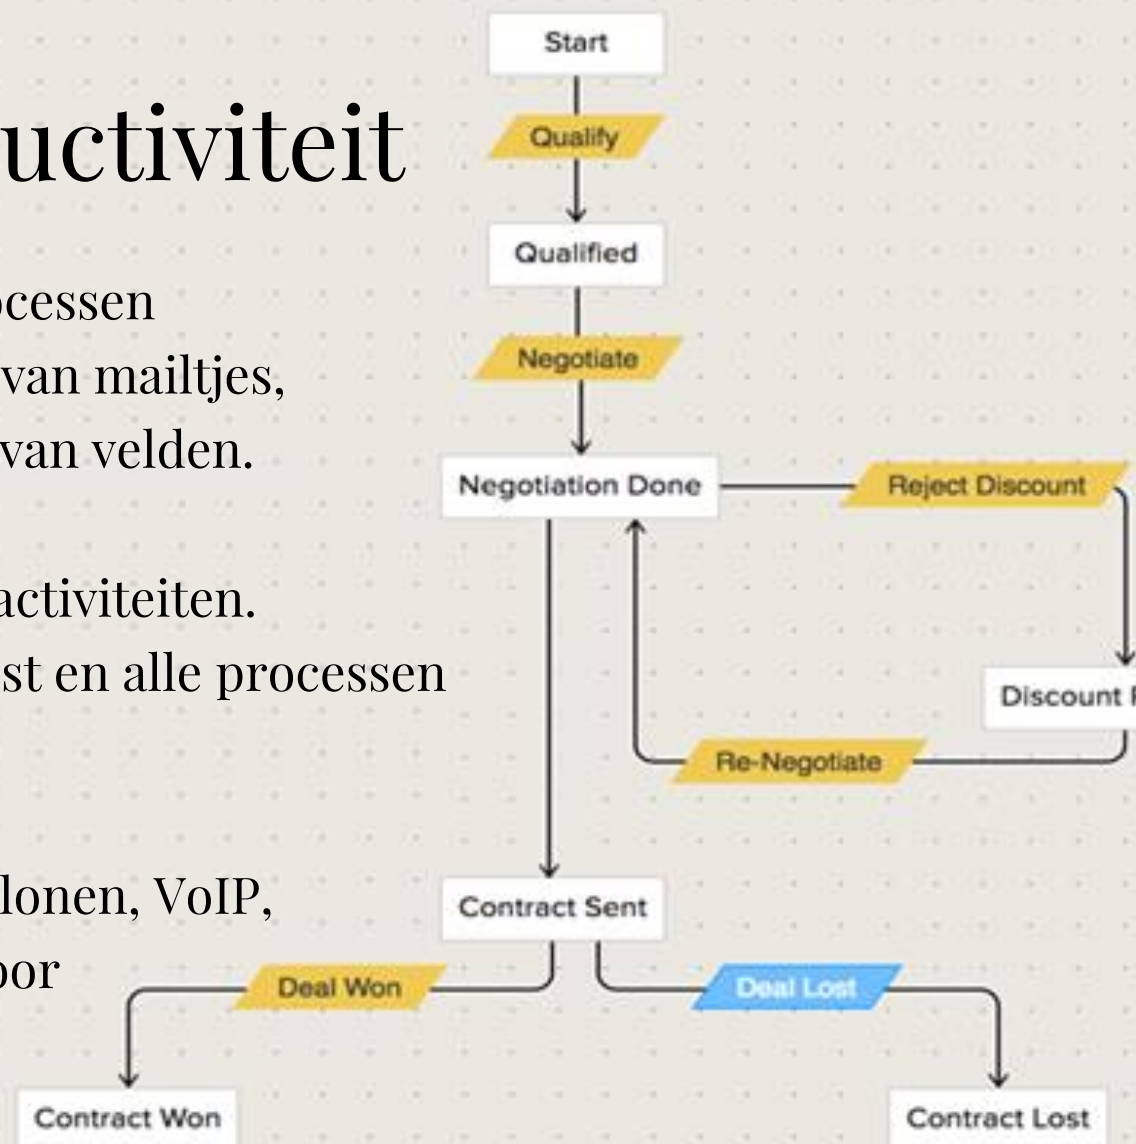 Start
Qualify
uctiviteit
Qualified
ocessen
Negotiate
van mailtjes,
van velden.
Negotiation Done
Reject Discount
activiteiten.
st en alle processen
Discount
Re-Negotiate
lonen, VoIP,
Contract Sent
oor
Deal Won
Deal Lost
Contract Won
Contract Lost